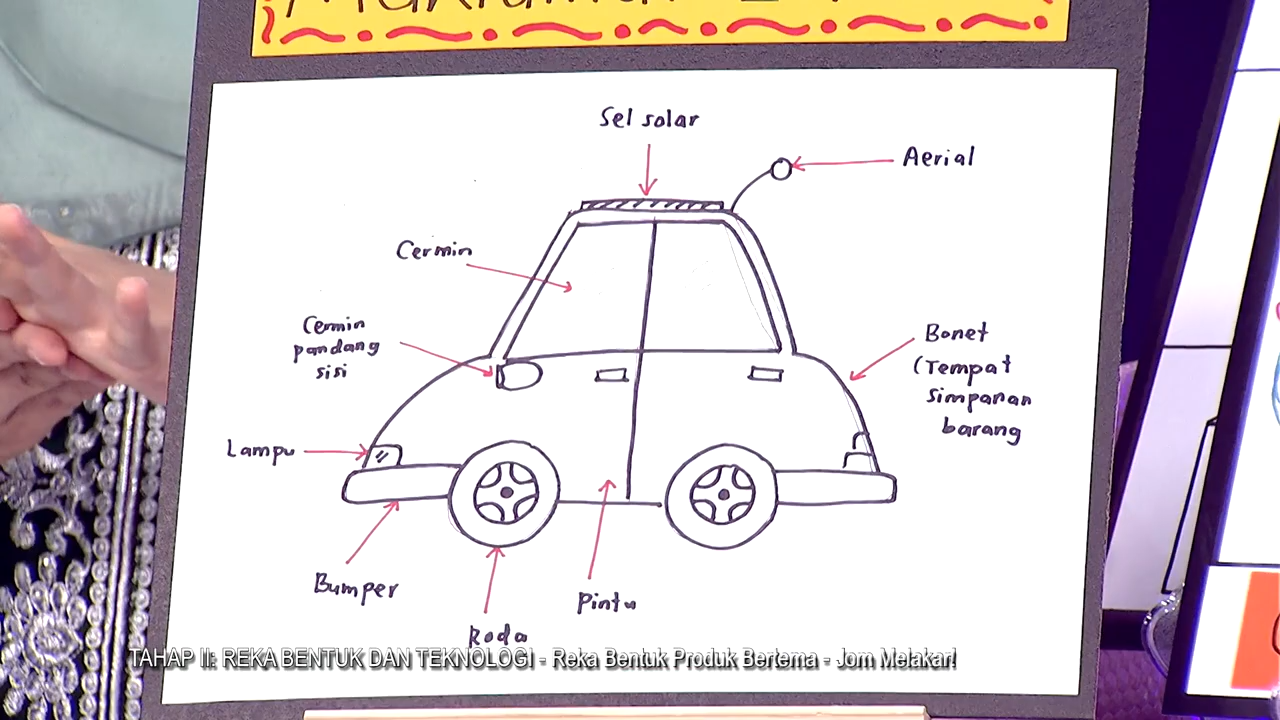 Sel solar
Aerial
Cermin
Cermin
pandang
sisi
Bonet
(Tempat
simpanan
barang
Lampu
Bumper
Roda
Pintu
TAHAP II: REKA BENTUK DAN TEKNOLOGI - Reka Bentuk Produk Bertema - Jom Melakar!